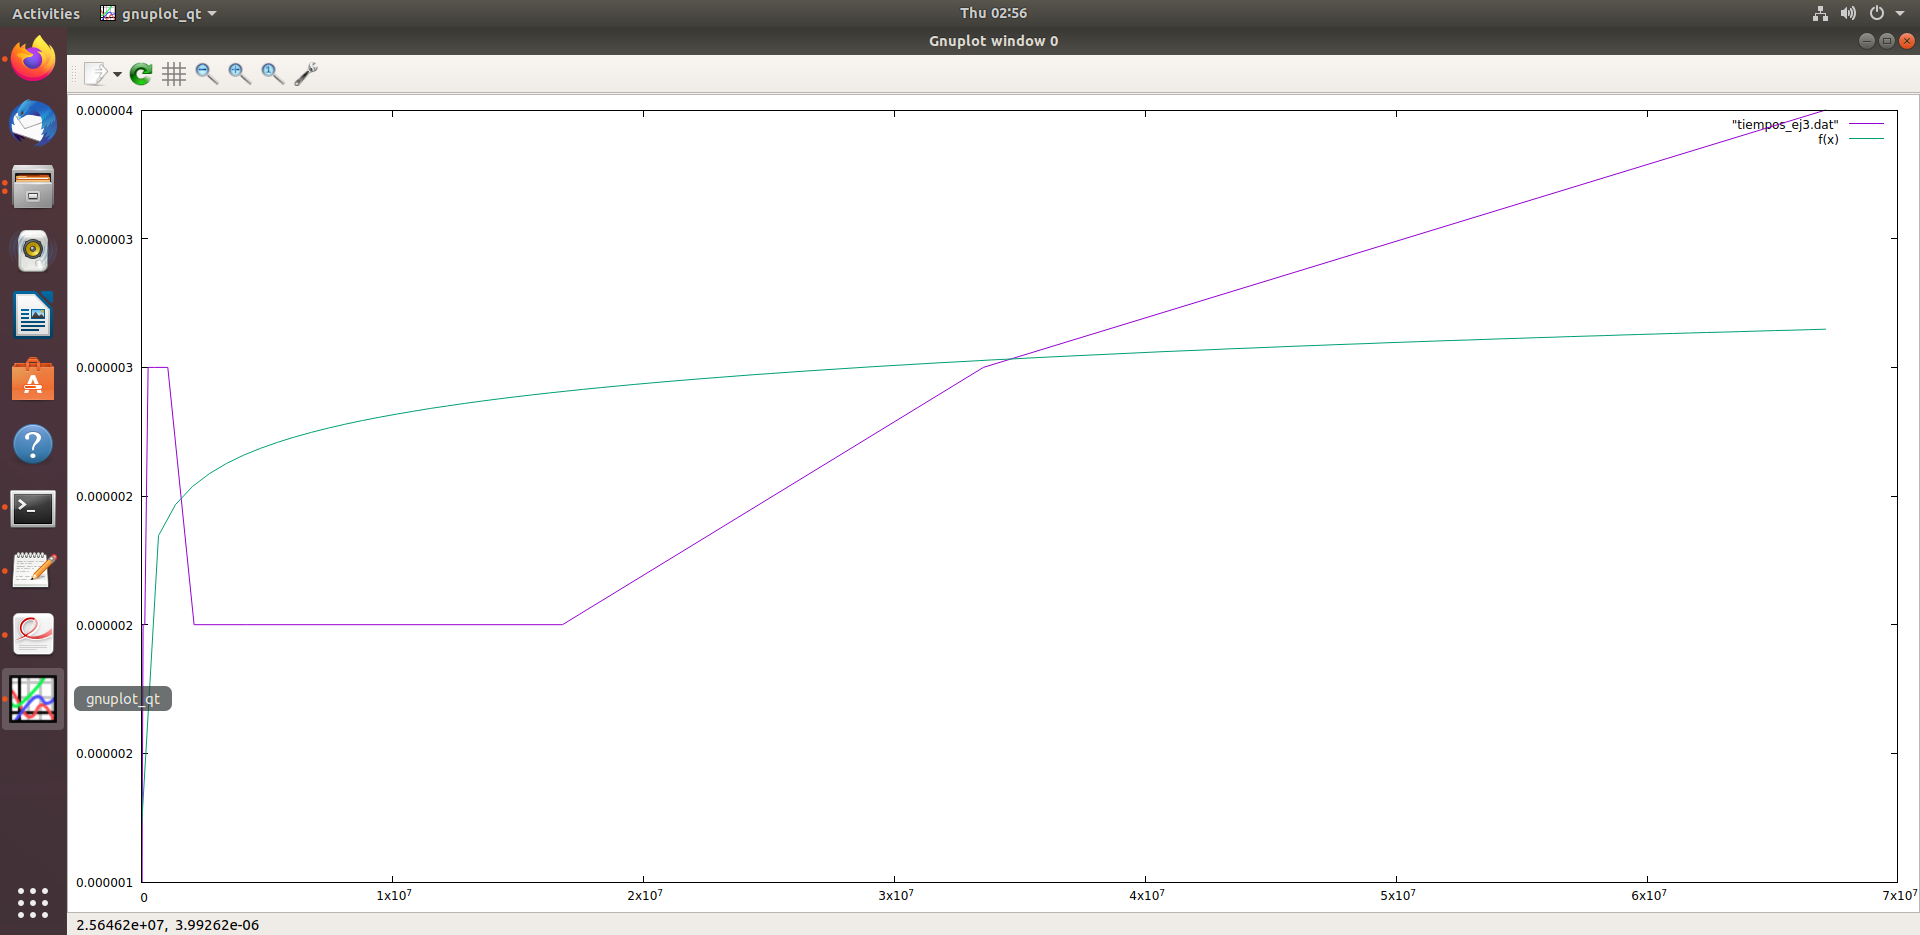 Activities
gnuplot_qt
Thu 02:56
Gnuplot window 0
0.000004
"tiempos_ej3.dat"
f(x)
0.000003
0.000003
0.000002
0.000002
gnuplot_qt
0.000002
0.000001
0
1x10⁷
2x10⁷
3x10⁷
4x10⁷
5x10⁷
6x10⁷
7x10⁷
2.56462e+07, 3.99262e-06